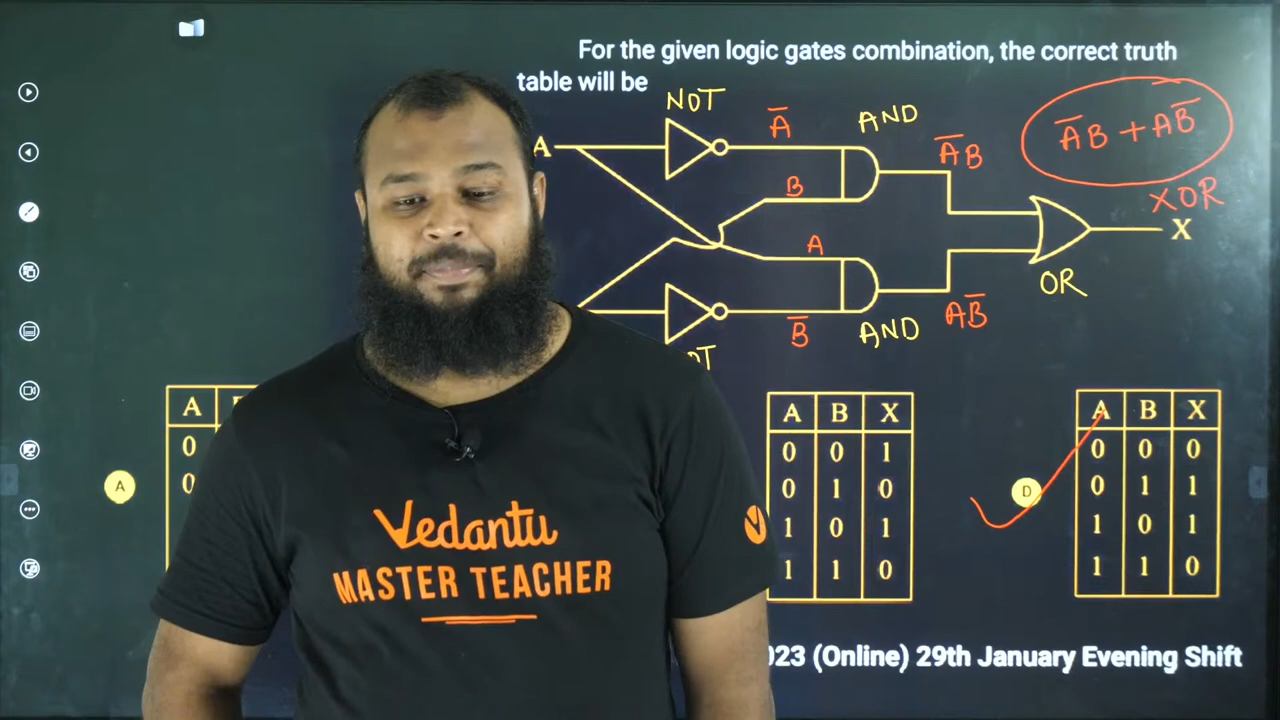 For the given logic gates combination, the correct truth
table will be
NOT
A
Ā
AND
ĀB
ĀB + AB̄
B
XOR
X
A
OR
B̄
AND
AB̄
OT
A
0
0
A
A B X
0 0 1
0 1 0
1 0 1
1 1 0
D
A B X
0 0 0
0 1 1
1 0 1
1 1 0
Vedantu
MASTER TEACHER
V
023 (Online) 29th January Evening Shift